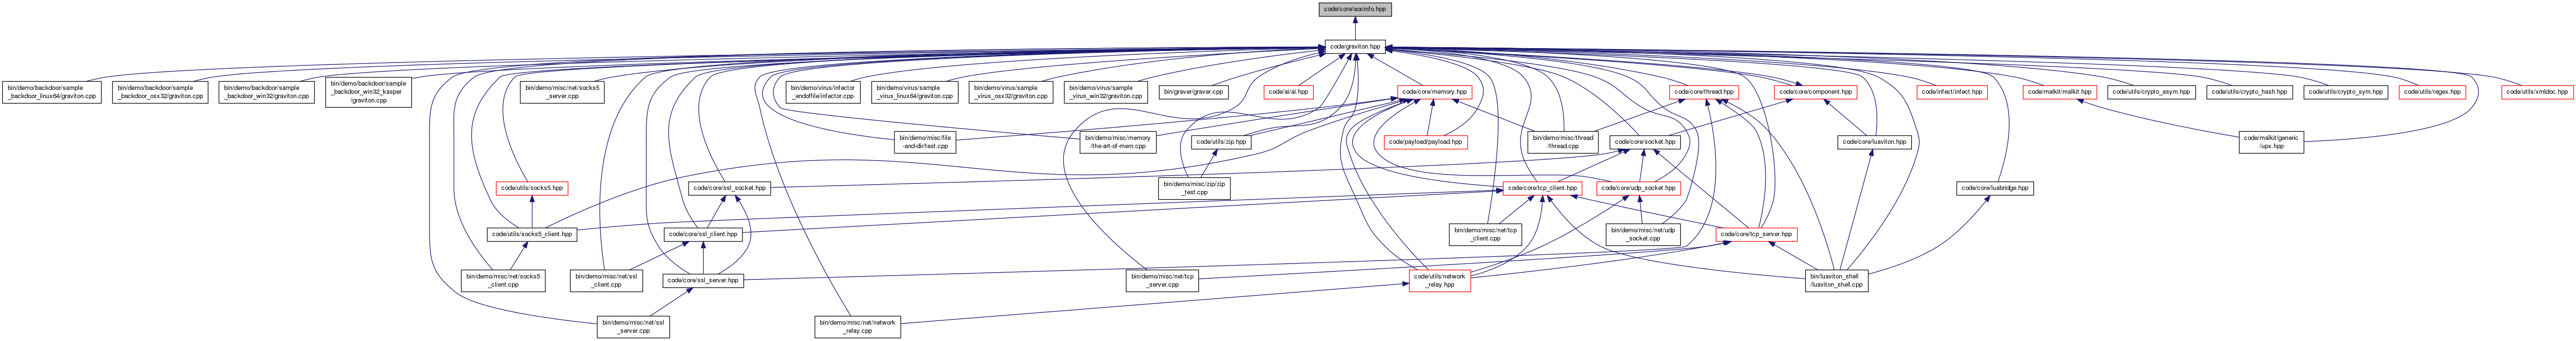 code/core/aocinfo.hpp
code/graviton.hpp
bin/demo/backdoor/sample
_backdoor_linux64/graviton.cpp
bin/demo/backdoor/sample
_backdoor_osx32/graviton.cpp
bin/demo/backdoor/sample
_backdoor_win32/graviton.cpp
bin/demo/backdoor/sample
_backdoor_win32_kasper
/graviton.cpp
bin/demo/misc/net/socks5
_server.cpp
bin/demo/virus/infector
_endoffile/infector.cpp
bin/demo/virus/sample
_virus_linux64/graviton.cpp
bin/demo/virus/sample
_virus_osx32/graviton.cpp
bin/demo/virus/sample
_virus_win32/graviton.cpp
bin/graver/graver.cpp
code/ai/ai.hpp
code/core/memory.hpp
code/core/thread.hpp
code/core/component.hpp
code/infect/infect.hpp
code/malkit/malkit.hpp
code/utils/crypto_asym.hpp
code/utils/crypto_hash.hpp
code/utils/crypto_sym.hpp
code/utils/regex.hpp
code/utils/xmldoc.hpp
bin/demo/misc/file
-and-dir/test.cpp
bin/demo/misc/memory
/the-art-of-mem.cpp
code/utils/zip.hpp
code/payload/payload.hpp
bin/demo/misc/thread
/thread.cpp
code/core/socket.hpp
code/core/luaviton.hpp
code/malkit/generic
/upx.hpp
code/utils/socks5.hpp
code/core/ssl_socket.hpp
bin/demo/misc/zip/zip
_test.cpp
code/core/tcp_client.hpp
code/core/udp_socket.hpp
code/core/luabridge.hpp
code/utils/socks5_client.hpp
code/core/ssl_client.hpp
bin/demo/misc/net/tcp
_client.cpp
bin/demo/misc/net/udp
_socket.cpp
code/core/tcp_server.hpp
bin/demo/misc/net/socks5
_client.cpp
bin/demo/misc/net/ssl
_client.cpp
code/core/ssl_server.hpp
bin/demo/misc/net/tcp
_server.cpp
code/utils/network
_relay.hpp
bin/luaviton_shell
/luaviton_shell.cpp
bin/demo/misc/net/ssl
_server.cpp
bin/demo/misc/net/network
_relay.cpp